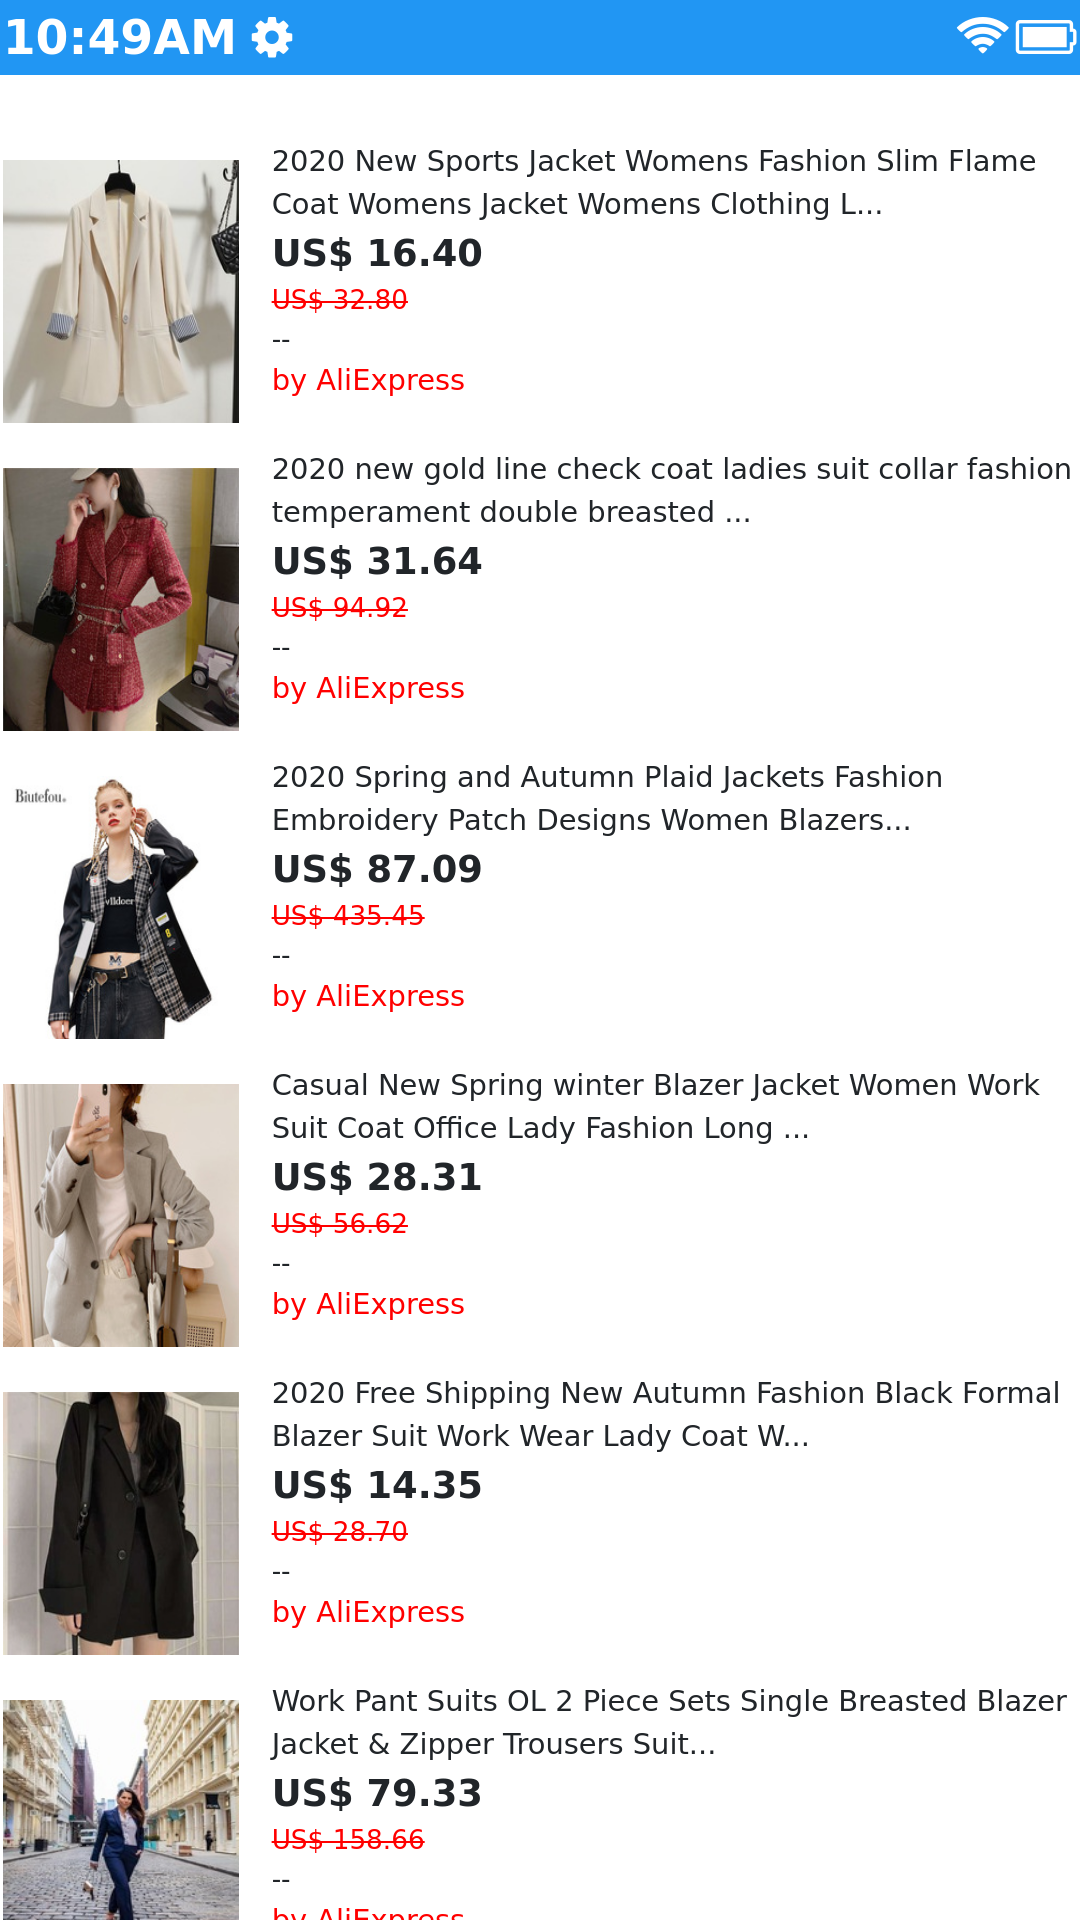 10:49AM
2020 New Sports Jacket Womens Fashion Slim Flame
Coat Womens Jacket Womens Clothing L...
US$ 16.40
US$ 32.80
--
by AliExpress
2020 new gold line check coat ladies suit collar fashion
temperament double breasted ...
US$ 31.64
US$ 94.92
--
by AliExpress
Biutefou
2020 Spring and Autumn Plaid Jackets Fashion
Embroidery Patch Designs Women Blazers...
US$ 87.09
US$ 435.45
--
by AliExpress
Casual New Spring winter Blazer Jacket Women Work
Suit Coat Office Lady Fashion Long ...
US$ 28.31
US$ 56.62
--
by AliExpress
2020 Free Shipping New Autumn Fashion Black Formal
Blazer Suit Work Wear Lady Coat W...
US$ 14.35
US$ 28.70
--
by AliExpress
Work Pant Suits OL 2 Piece Sets Single Breasted Blazer
Jacket & Zipper Trousers Suit...
US$ 79.33
US$ 158.66
--
by AliExpress